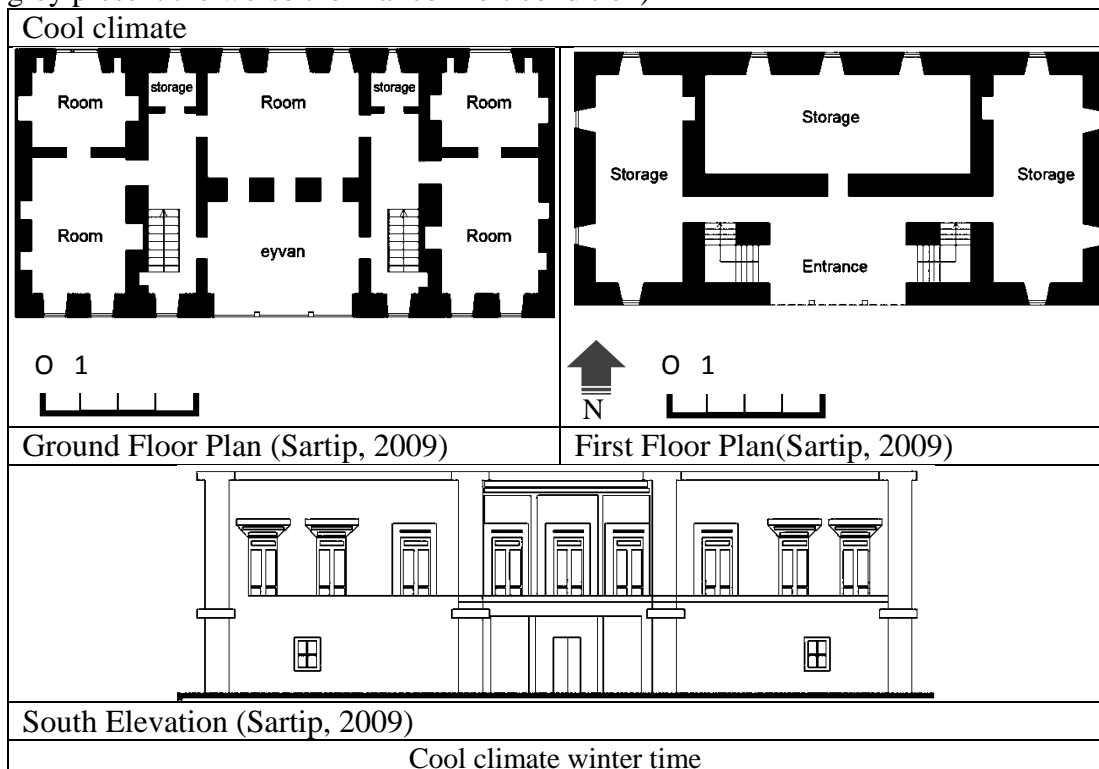 Cool climate
Room
storage
Room
storage
Room
Room
eyvan
Room
O 1
Storage
Storage
Storage
Entrance
N
O 1
Ground Floor Plan (Sartip, 2009)
First Floor Plan(Sartip, 2009)
South Elevation (Sartip, 2009)
Cool climate winter time